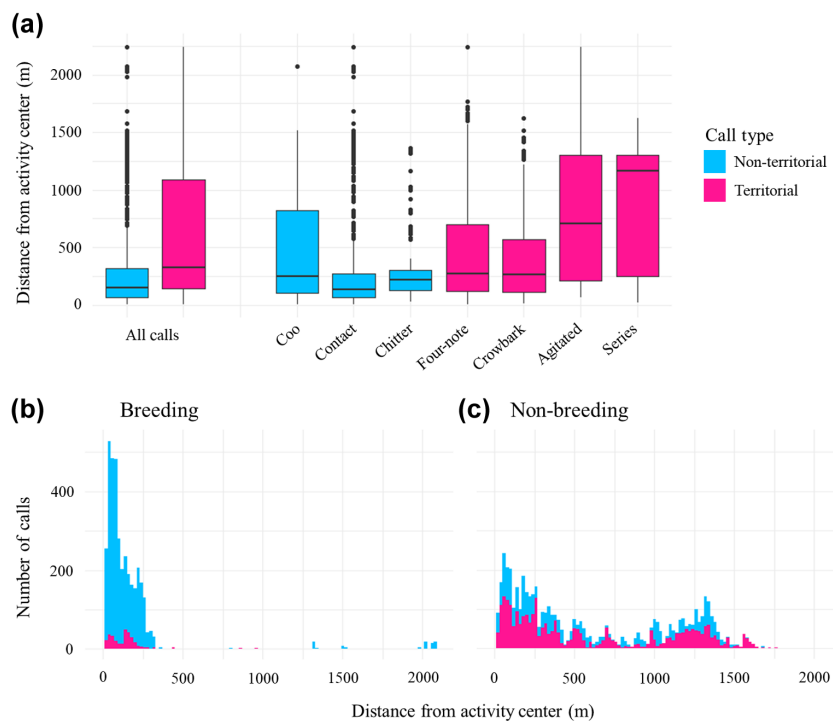 (a)
Distance from activity center (m)
2000
1500
1000
500
0
All calls
Coo
Contact
Chitter
Four-note
Crowbark
Agitated
Series
Call type
Non-territorial
Territorial
(b) Breeding
Number of calls
400
200
0
0 500 1000 1500 2000
(c) Non-breeding
0 500 1000 1500 2000
Distance from activity center (m)